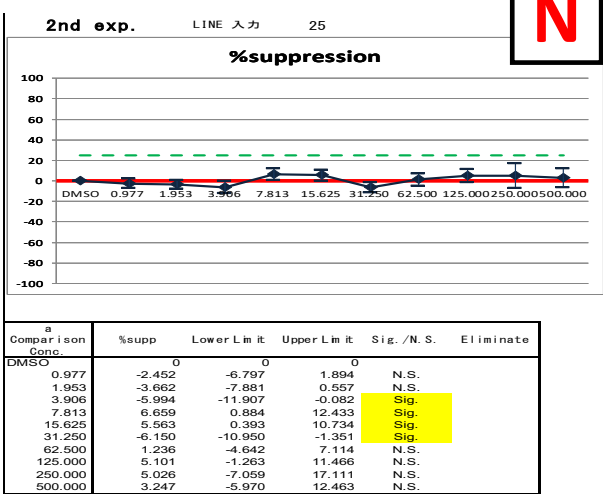 2nd exp. LINE 入力 25
N
%suppression
100
80
60
40
20
0
-20
-40
-60
-80
-100
DMSO 0.977 1.953 3.906 7.813 15.625 31.250 62.500 125.000 250.000 500.000
a
Comparison %supp LowerLimit UpperLimit Sig./N.S. Eliminate
Conc.
DMSO 0 0 0
0.977 -2.452 -6.797 1.894 N.S.
1.953 -3.662 -7.881 0.557 N.S.
3.906 -5.994 -11.907 -0.082 Sig.
7.813 6.659 0.884 12.433 Sig.
15.625 5.563 0.393 10.734 Sig.
31.250 -6.150 -10.950 -1.351 Sig.
62.500 1.236 -4.642 7.114 N.S.
125.000 5.101 -1.263 11.466 N.S.
250.000 5.026 -7.059 17.111 N.S.
500.000 3.247 -5.970 12.463 N.S.